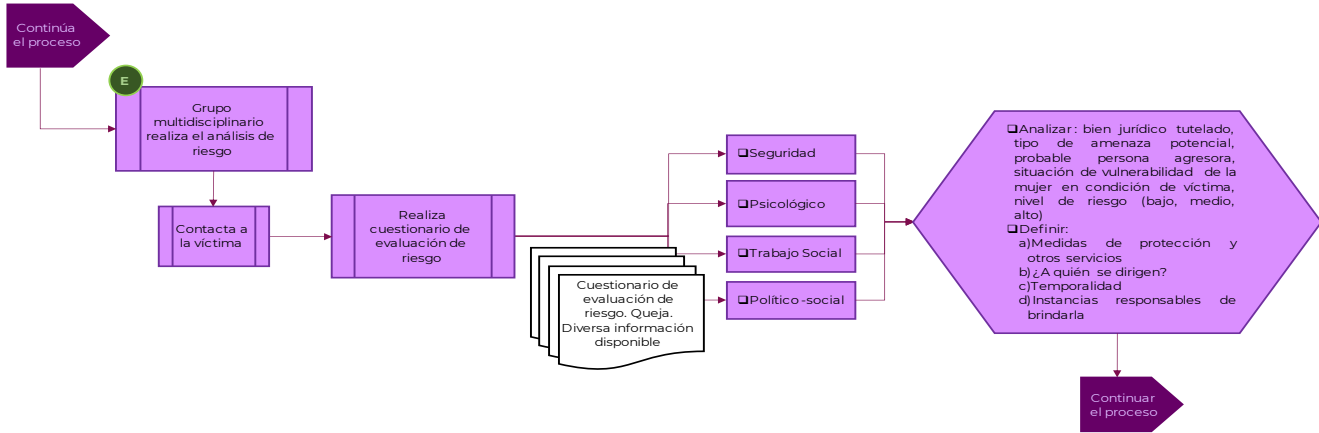 Continúa
el proceso
E
Grupo
multidisciplinario
realiza el análisis de
riesgo
Contacta a
la víctima
Realiza
cuestionario de
evaluación de
riesgo
Cuestionario de
evaluación de
riesgo. Queja.
Diversa información
disponible
❑Seguridad
❑Psicológico
❑Trabajo Social
❑Político-social
❑Analizar: bien jurídico tutelado,
tipo de amenaza potencial,
probable persona agresora,
situación de vulnerabilidad de la
mujer en condición de víctima,
nivel de riesgo (bajo, medio,
alto)
❑Definir:
a)Medidas de protección y
otros servicios
b)¿A quién se dirigen?
c)Temporalidad
d)Instancias responsables de
brindarla
Continuar
el proceso